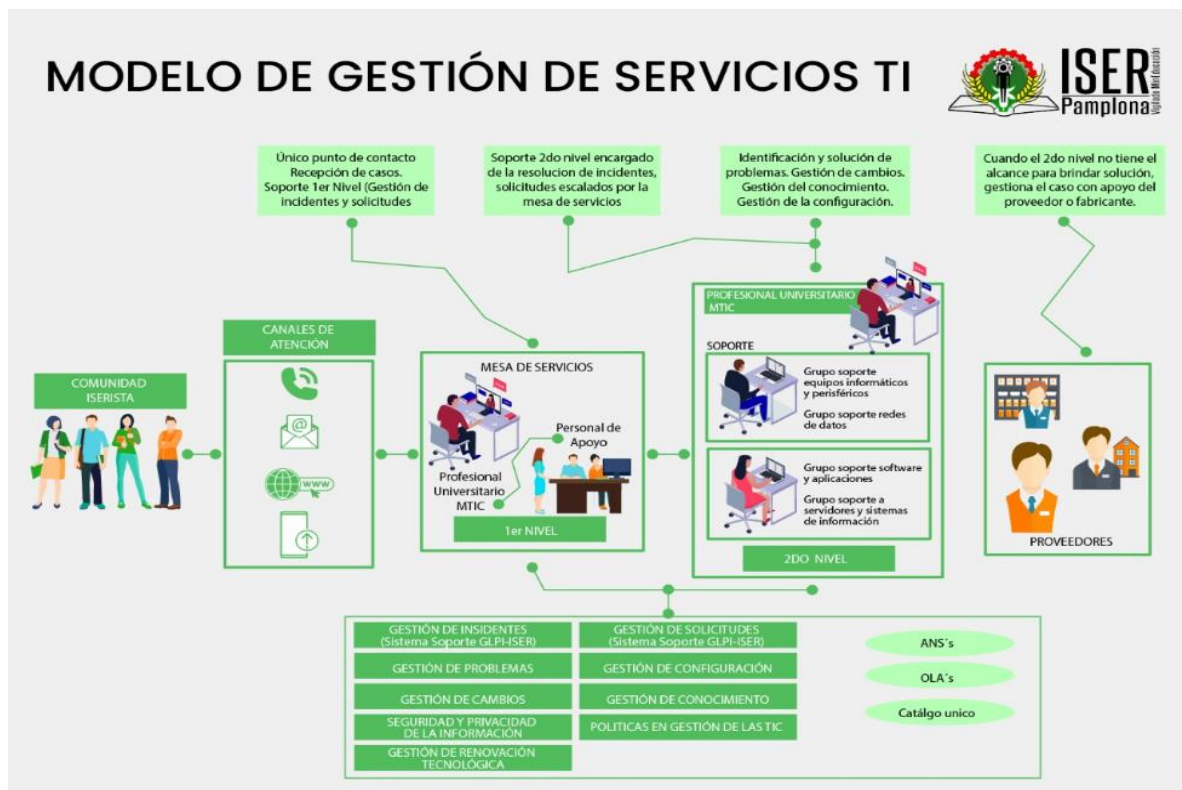 MODELO DE GESTIÓN DE SERVICIOS TI
ISER
Pamplona
Vigilado MinEducación
Único punto de contacto
Recepción de casos.
Soporte 1er Nivel (Gestión de
incidentes y solicitudes
Soporte 2do nivel encargado
de la resolucion de incidentes,
solicitudes escalados por la
mesa de servicios
Identificación y solución de
problemas. Gestión de cambios.
Gestión del conocimiento.
Gestión de la configuración.
Cuando el 2do nivel no tiene el
alcance para brindar solución,
gestiona el caso con apoyo del
proveedor o fabricante.
COMUNIDAD
ISERISTA
CANALES DE
ATENCIÓN
@
WWW
MESA DE SERVICIOS
Personal de
Apoyo
Profesional
Universitario
MTIC
1er NIVEL
PROFESIONAL UNIVERSITARIO
MTIC
SOPORTE
Grupo soporte
equipos informáticos
y perisféricos
Grupo soporte redes
de datos
Grupo soporte software
y aplicaciones
Grupo soporte a
servidores y sistemas
de información
2DO NIVEL
PROVEEDORES
GESTIÓN DE INSIDENTES
(Sistema Soporte GLPI-ISER)
GESTIÓN DE SOLICITUDES
(Sistema Soporte GLPI-ISER)
GESTIÓN DE PROBLEMAS
GESTIÓN DE CONFIGURACIÓN
GESTIÓN DE CAMBIOS
GESTIÓN DE CONOCIMIENTO
SEGURIDAD Y PRIVACIDAD
DE LA INFORMACIÓN
POLITICAS EN GESTIÓN DE LAS TIC
GESTIÓN DE RENOVACIÓN
TECNOLÓGICA
ANS´s
OLA´s
Catálgo unico